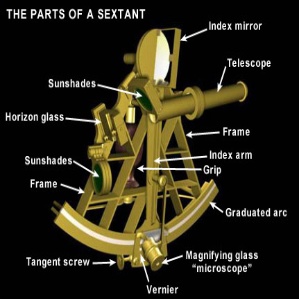 THE PARTS OF A SEXTANT
Index mirror
Telescope
Sunshades
Horizon glass
Frame
Sunshades
Index arm
Grip
Frame
Graduated arc
Tangent screw
Magnifying glass
"microscope"
Vernier